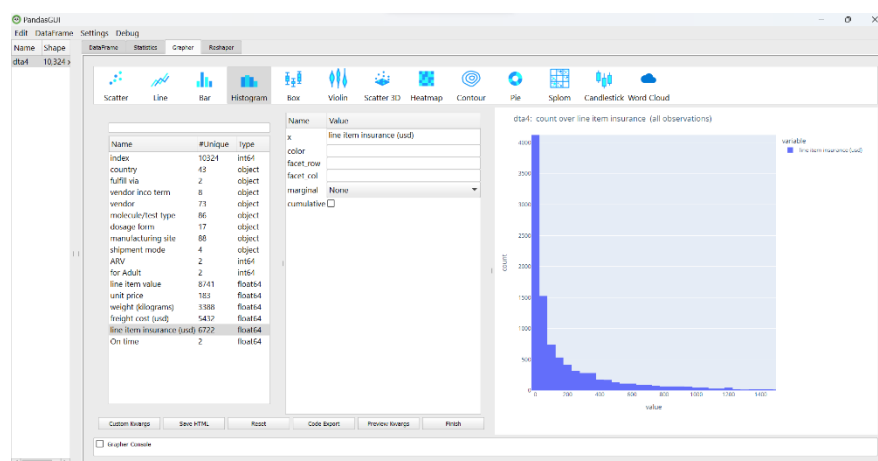 PandasGUI
Edit DataFrame Settings Debug
Name Shape
dta4 10,324 x
DataFrame Statistics Grapher Reshaper
Scatter Line Bar Histogram Box Violin Scatter 3D Heatmap Contour Pie Splom Candlestick Word Cloud
Name #Unique Type
index 10324 int64
country 43 object
fulfill via 2 object
vendor inco term 8 object
vendor 73 object
molecule/test type 86 object
dosage form 17 object
manufacturing site 88 object
shipment mode 4 object
ARV 2 int64
for Adult 2 int64
line item value 8741 float64
unit price 183 float64
weight (kilograms) 3388 float64
freight cost (usd) 5437 float64
line item insurance (usd) 6722 float64
On time 2 float64
Name Value
x line item insurance (usd)
color
facet_row
facet_col
marginal None
cumulative
dta4: count over line item insurance (all observations)
variable
line item insurance (usd)
4000
3500
3000
2500
2000
1500
1000
500
0
count
0 200 400 600 800 1000 1200 1400
value
Custom Kwargs Save HTML Reset Code Export Preview Kwargs Finish
Grapher Console